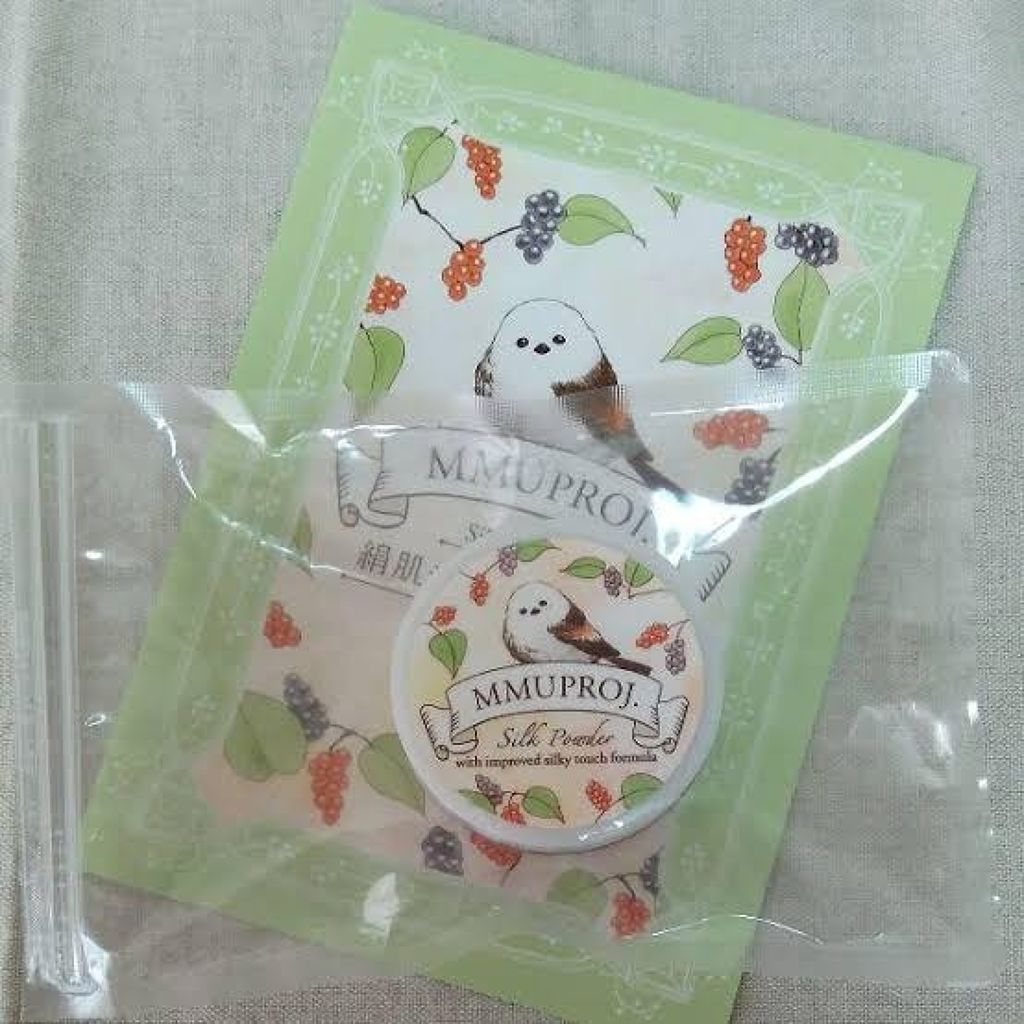 MMUPROJ.
絹肌
MMUPROJ.
Silk Powder
with improved silky touch formula